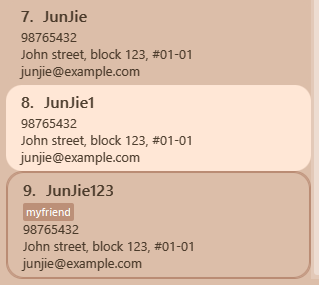 7. JunJie
98765432
John street, block 123, #01-01
junjie@example.com
8. JunJie1
98765432
John street, block 123, #01-01
junjie@example.com
9. JunJie123
myfriend
98765432
John street, block 123, #01-01
junjie@example.com